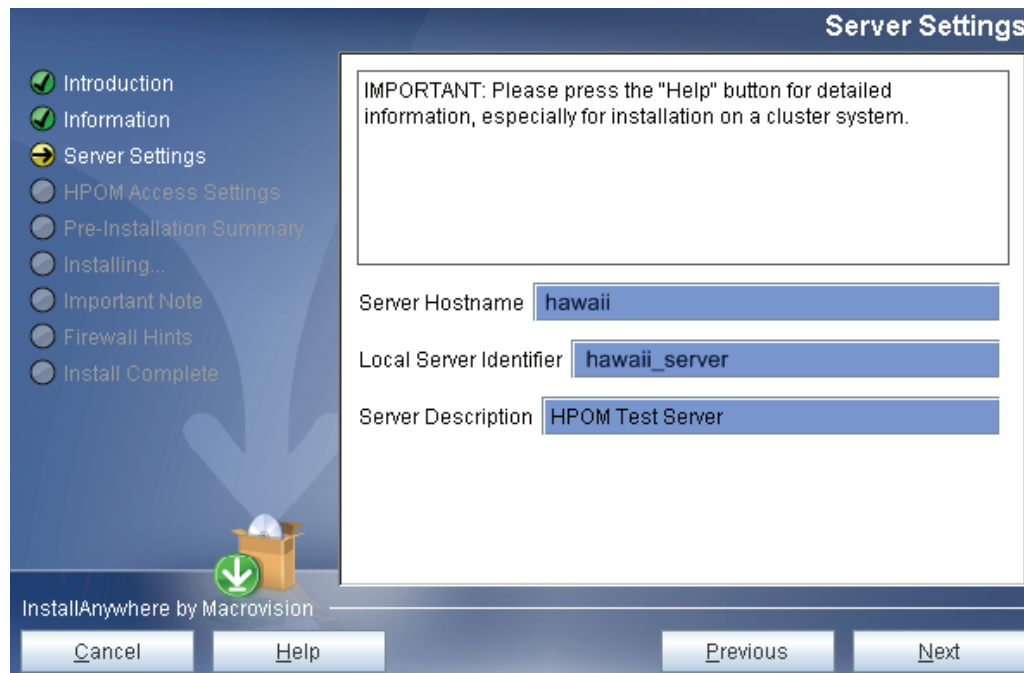 Server Settings
Introduction
Information
Server Settings
HPOM Access Settings
Pre-Installation Summary
Installing...
Important Note
Firewall Hints
Install Complete
IMPORTANT: Please press the "Help" button for detailed
information, especially for installation on a cluster system.
Server Hostname hawaii
Local Server Identifier hawaii_server
Server Description HPOM Test Server
InstallAnywhere by Macrovision
Cancel Help Previous Next